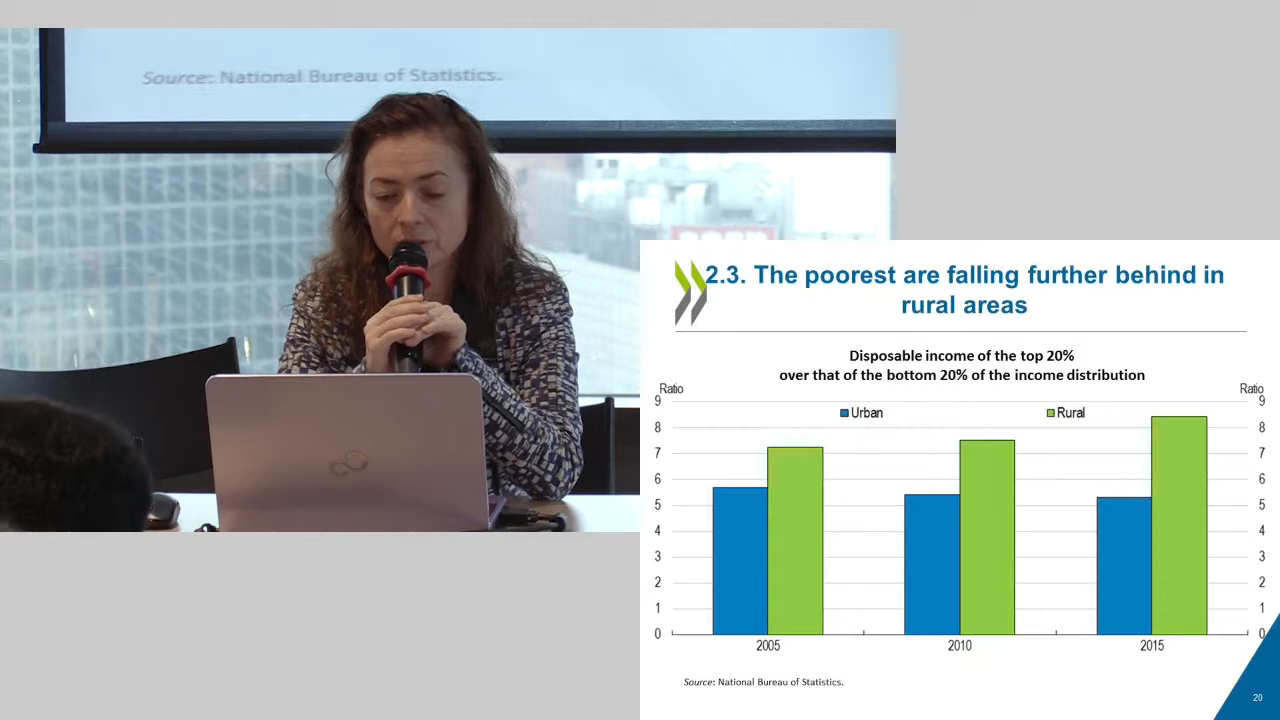 Source: National Bureau of Statistics.
2.3. The poorest are falling further behind in
rural areas
Disposable income of the top 20%
over that of the bottom 20% of the income distribution
Ratio
Ratio
Urban
Rural
9
9
8
8
7
7
6
6
5
5
4
4
3
3
2
2
1
1
0
0
2005
2010
2015
Source: National Bureau of Statistics.
20